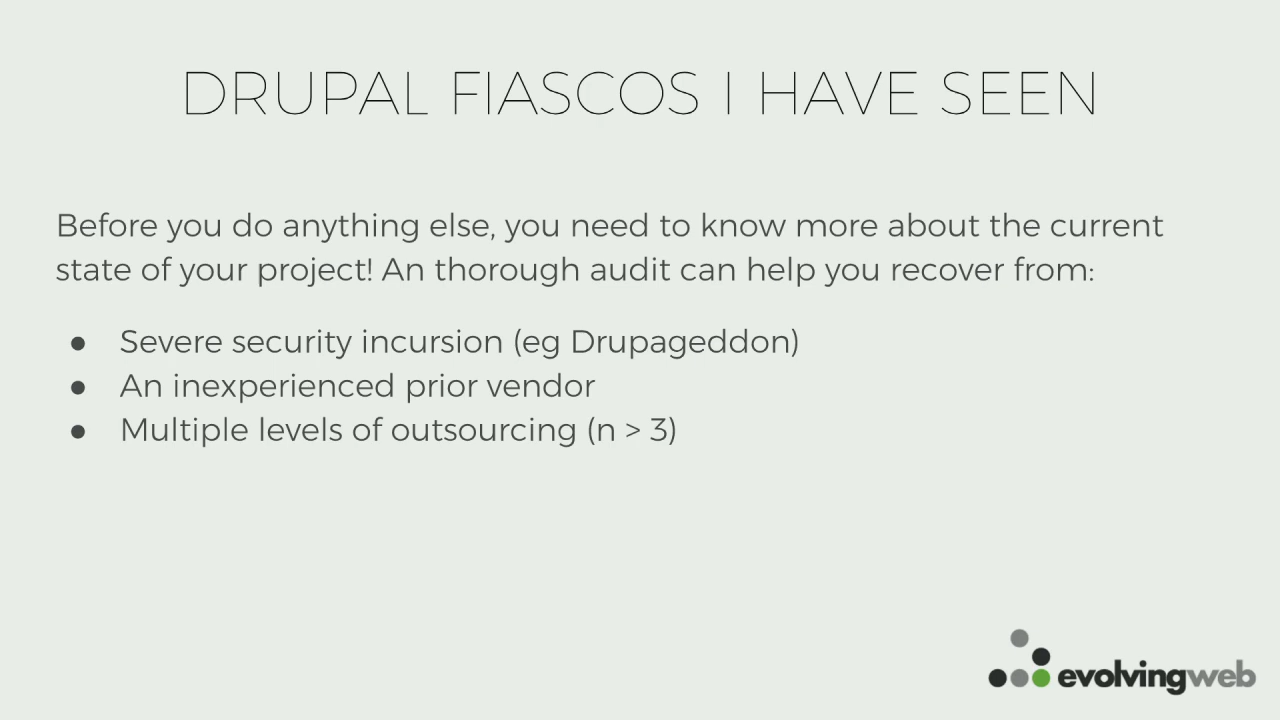 DRUPAL FIASCOS I HAVE SEEN
Before you do anything else, you need to know more about the current
state of your project! An thorough audit can help you recover from:
● Severe security incursion (eg Drupageddon)
● An inexperienced prior vendor
● Multiple levels of outsourcing (n > 3)
evolvingweb